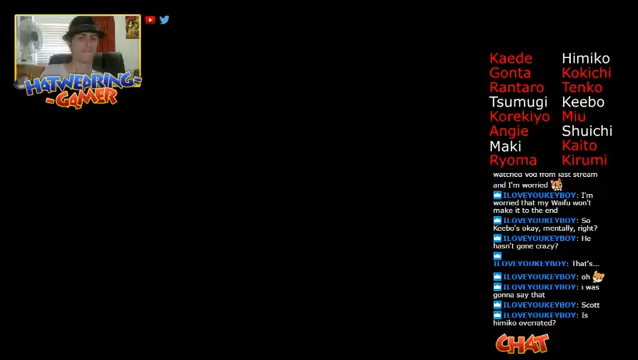 HATWEARING-
-GAMER
Kaede Himiko
Gonta Kokichi
Rantaro Tenko
Tsumugi Keebo
Korekiyo Miu
Angie Shuichi
Maki Kaito
Ryoma Kirumi
watched vod from last stream
and I'm worried
ILOVEYOUKEYBOY: I'm
worried that my Waifu won't
make it to the end
ILOVEYOUKEYBOY: So
Keebo's okay, mentally, right?
ILOVEYOUKEYBOY: He
hasn't gone crazy?
ILOVEYOUKEYBOY: That's...
ILOVEYOUKEYBOY: oh
ILOVEYOUKEYBOY: i was
gonna say that
ILOVEYOUKEYBOY: Scott
ILOVEYOUKEYBOY: Is
himiko overrated?
CHAT